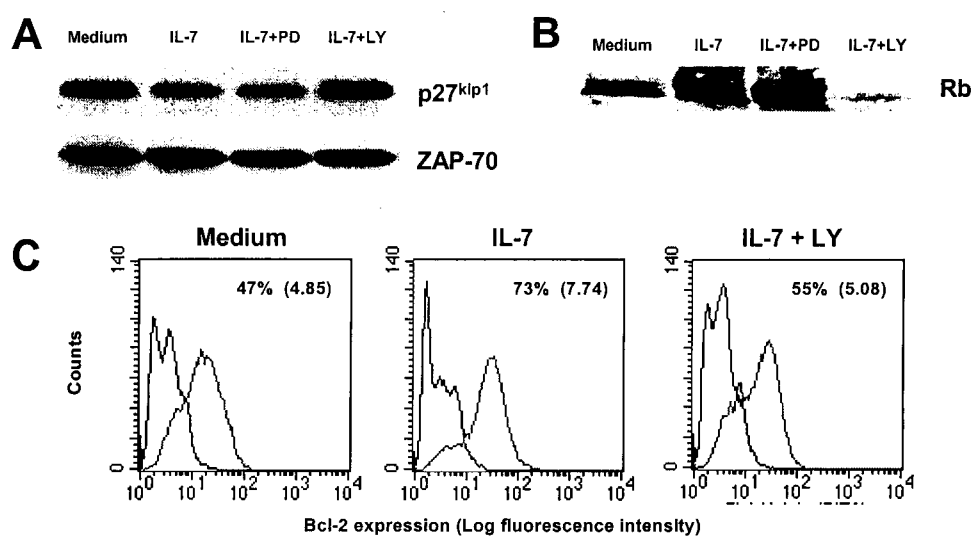 A
Medium IL-7 IL-7+PD IL-7+LY
p27kip1
ZAP-70
B
Medium IL-7 IL-7+PD IL-7+LY
Rb
C
Medium
IL-7
IL-7 + LY
140
47% (4.85)
140
73% (7.74)
140
55% (5.08)
Counts
0
0
0
10^0 10^1 10^2 10^3 10^4
10^0 10^1 10^2 10^3 10^4
10^0 10^1 10^2 10^3 10^4
Bcl-2 expression (Log fluorescence intensity)